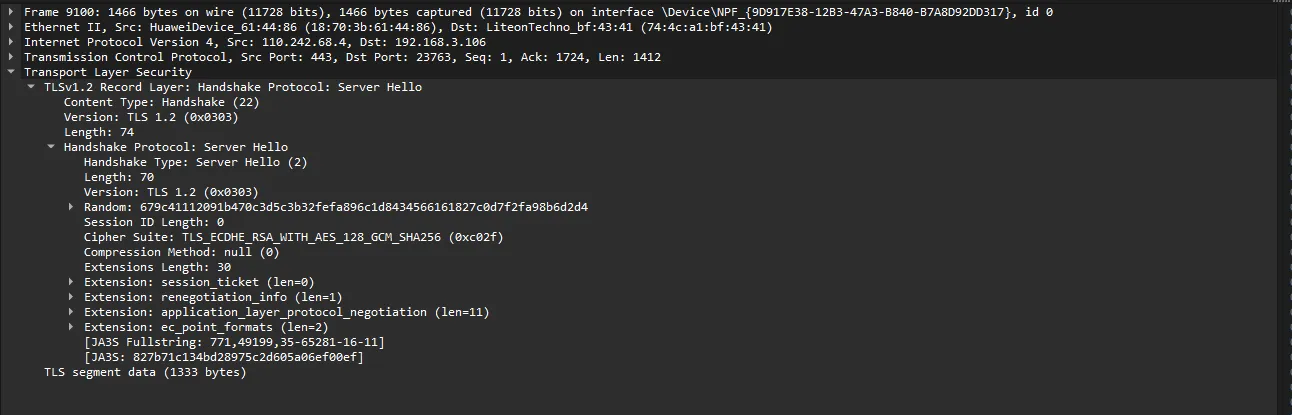 Frame 9100: 1466 bytes on wire (11728 bits), 1466 bytes captured (11728 bits) on interface \Device\NPF_{9D917E38-12B3-47A3-B840-B7A8D92DD317}, id 0
Ethernet II, Src: HuaweiDevice_61:44:86 (18:70:3b:61:44:86), Dst: LiteonTechno_bf:43:41 (74:4c:a1:bf:43:41)
Internet Protocol Version 4, Src: 110.242.68.4, Dst: 192.168.3.106
Transmission Control Protocol, Src Port: 443, Dst Port: 23763, Seq: 1, Ack: 1724, Len: 1412
Transport Layer Security
TLSv1.2 Record Layer: Handshake Protocol: Server Hello
Content Type: Handshake (22)
Version: TLS 1.2 (0x0303)
Length: 74
Handshake Protocol: Server Hello
Handshake Type: Server Hello (2)
Length: 70
Version: TLS 1.2 (0x0303)
Random: 679c41112091b470c3d5c3b32fefa896c1d8434566161827c0d7f2fa98b6d2d4
Session ID Length: 0
Cipher Suite: TLS_ECDHE_RSA_WITH_AES_128_GCM_SHA256 (0xc02f)
Compression Method: null (0)
Extensions Length: 30
Extension: session_ticket (len=0)
Extension: renegotiation_info (len=1)
Extension: application_layer_protocol_negotiation (len=11)
Extension: ec_point_formats (len=2)
[JA3S Fullstring: 771,49199,35-65281-16-11]
[JA3S: 827b71c134bd28975c2d605a06ef00ef]
TLS segment data (1333 bytes)